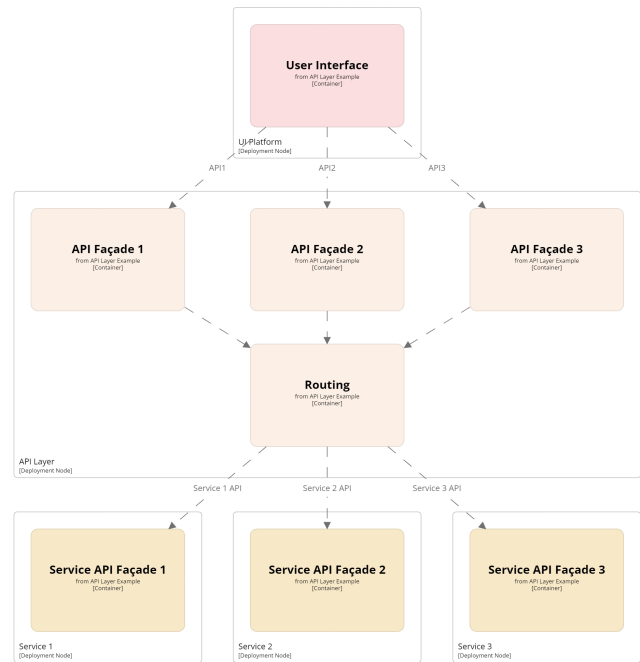 User Interface
from API Layer Example
[Container]
UI Platform
[Deployment Node]
API1
API2
API3
API Façade 1
from API Layer Example
[Container]
API Façade 2
from API Layer Example
[Container]
API Façade 3
from API Layer Example
[Container]
Routing
from API Layer Example
[Container]
API Layer
[Deployment Node]
Service 1 API
Service 2 API
Service 3 API
Service API Façade 1
from API Layer Example
[Container]
Service 1
[Deployment Node]
Service API Façade 2
from API Layer Example
[Container]
Service 2
[Deployment Node]
Service API Façade 3
from API Layer Example
[Container]
Service 3
[Deployment Node]